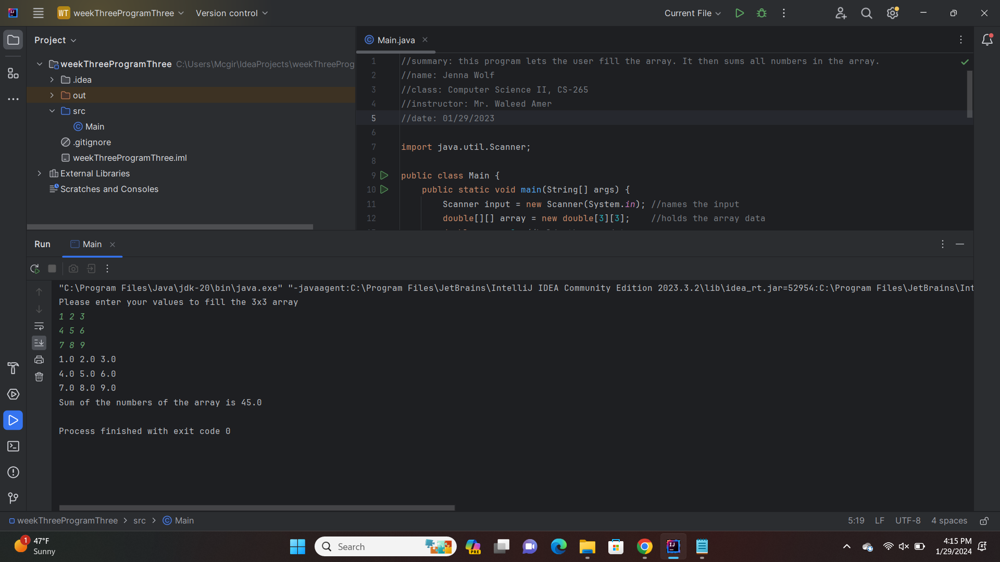 WT weekThreeProgramThree Version control Current File
Project
Main.java
weekThreeProgramThree C:\Users\Mcgir\IdeaProjects\weekThreeProg
.idea
out
src
Main
.gitignore
weekThreeProgramThree.iml
External Libraries
Scratches and Consoles
1 //summary: this program lets the user fill the array. It then sums all numbers in the array.
2 //name: Jenna Wolf
3 //class: Computer Science II, CS-265
4 //instructor: Mr. Waleed Amer
5 //date: 01/29/2023
6
7 import java.util.Scanner;
8
9 public class Main {
10 public static void main(String[] args) {
11 Scanner input = new Scanner(System.in); //names the input
12 double[][] array = new double[3][3]; //holds the array data
Run Main
"C:\Program Files\Java\jdk-20\bin\java.exe" "-javaagent:C:\Program Files\JetBrains\IntelliJ IDEA Community Edition 2023.3.2\lib\idea_rt.jar=52954:C:\Program Files\JetBrains\Int
Please enter your values to fill the 3x3 array
1 2 3
4 5 6
7 8 9
1.0 2.0 3.0
4.0 5.0 6.0
7.0 8.0 9.0
Sum of the numbers of the array is 45.0
Process finished with exit code 0
weekThreeProgramThree > src > Main 5:19 LF UTF-8 4 spaces
1 47°F
Sunny
Search
PRE
4:15 PM
1/29/2024